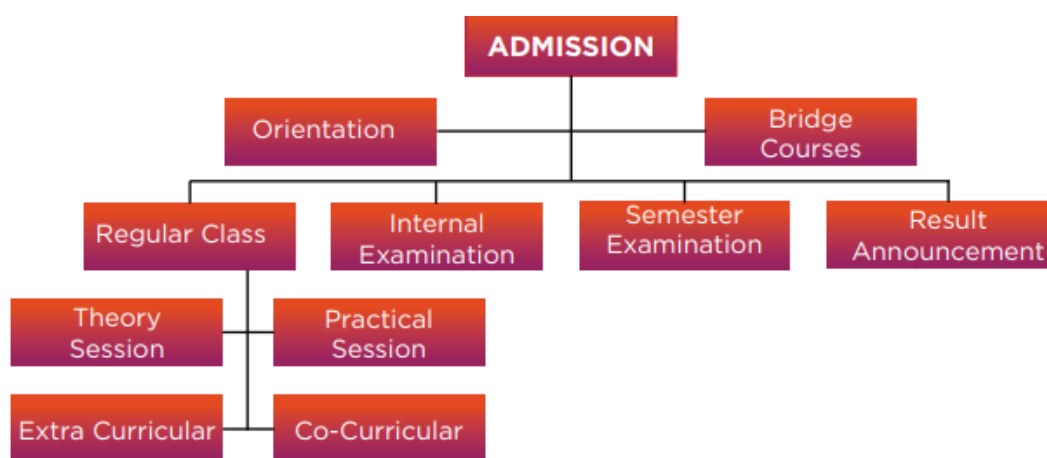 ADMISSION
Orientation
Bridge
Courses
Regular Class
Internal
Examination
Semester
Examination
Result
Announcement
Theory
Session
Practical
Session
Extra Curricular
Co-Curricular